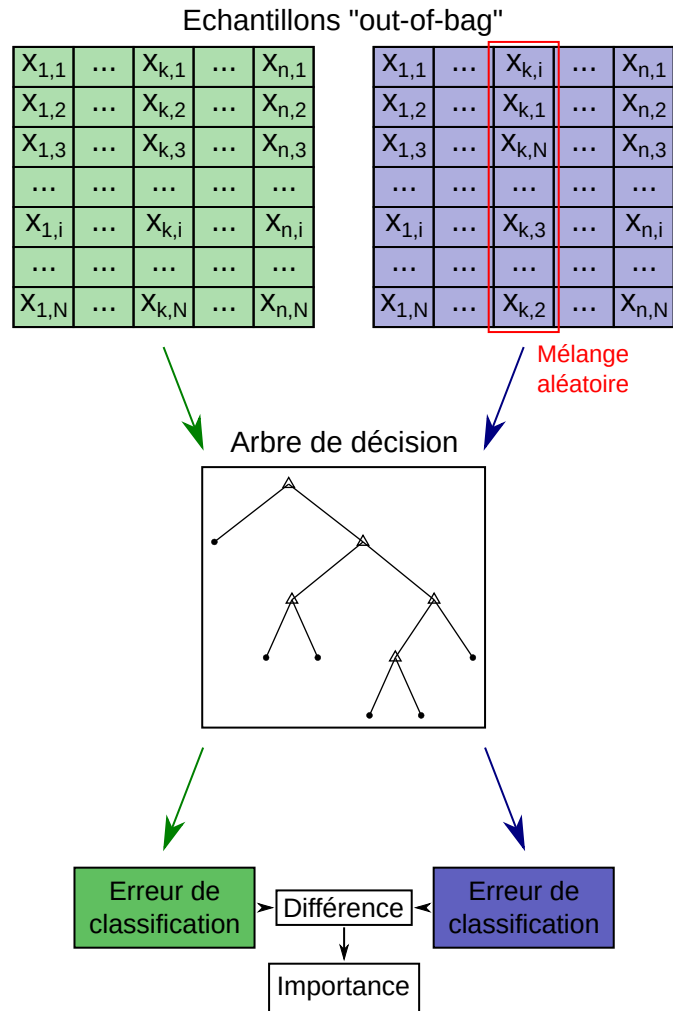 Echantillons "out-of-bag"
x1,1 ... xk,1 ... xn,1
x1,2 ... xk,2 ... xn,2
x1,3 ... xk,3 ... xn,3
... ... ... ... ...
x1,i ... xk,i ... xn,i
... ... ... ... ...
x1,N ... xk,N ... xn,N
x1,1 ... xk,i ... xn,1
x1,2 ... xk,1 ... xn,2
x1,3 ... xk,N ... xn,3
... ... ... ... ...
x1,i ... xk,3 ... xn,i
... ... ... ... ...
x1,N ... xk,2 ... xn,N
Mélange
aléatoire
Arbre de décision
Erreur de
classification
Différence
Erreur de
classification
Importance